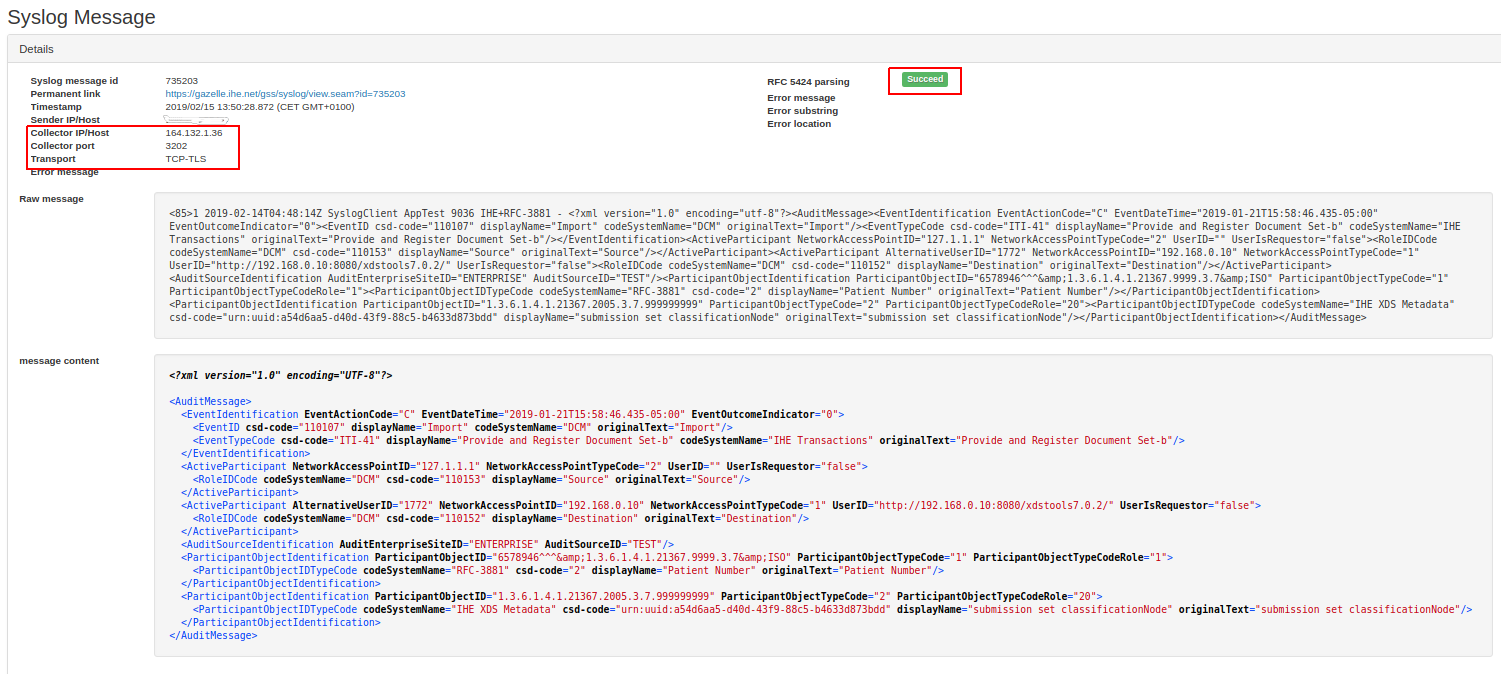 Syslog Message
Details
Syslog message id 735203
Permanent link https://gazelle.ihe.net/gss/syslog/view.seam?id=735203
Timestamp 2019/02/15 13:50:28.872 (CET GMT+0100)
Sender IP/Host
Collector IP/Host 164.132.1.36
Collector port 3202
Transport TCP-TLS
Error message
RFC 5424 parsing Succeed
Error message
Error substring
Error location
Raw message
<85>1 2019-02-14T04:48:14Z SyslogClient AppTest 9036 IHE+RFC-3881 - <?xml version="1.0" encoding="utf-8"?><AuditMessage><EventIdentification EventActionCode="C" EventDateTime="2019-01-21T15:58:46.435-05:00"
EventOutcomeIndicator="0"><EventID csd-code="110107" displayName="Import" codeSystemName="DCM" originalText="Import"/><EventTypeCode csd-code="ITI-41" displayName="Provide and Register Document Set-b" codeSystemName="IHE
Transactions" originalText="Provide and Register Document Set-b"/></EventIdentification><ActiveParticipant NetworkAccessPointID="127.1.1.1" NetworkAccessPointTypeCode="2" UserID="" UserIsRequestor="false"><RoleIDCode
codeSystemName="DCM" csd-code="110153" displayName="Source" originalText="Source"/></ActiveParticipant><ActiveParticipant AlternativeUserID="1772" NetworkAccessPointID="192.168.0.10" NetworkAccessPointTypeCode="1"
UserID="http://192.168.0.10:8080/xdstools7.0.2/" UserIsRequestor="false"><RoleIDCode codeSystemName="DCM" csd-code="110152" displayName="Destination" originalText="Destination"/></ActiveParticipant>
<AuditSourceIdentification AuditEnterpriseSiteID="ENTERPRISE" AuditSourceID="TEST"/><ParticipantObjectIdentification ParticipantObjectID="6578946^^^&amp;1.3.6.1.4.1.21367.9999.3.7&amp;ISO" ParticipantObjectTypeCode="1"
ParticipantObjectTypeCodeRole="1"><ParticipantObjectIDTypeCode codeSystemName="RFC-3881" csd-code="2" displayName="Patient Number" originalText="Patient Number"/></ParticipantObjectIdentification>
<ParticipantObjectIdentification ParticipantObjectID="1.3.6.1.4.1.21367.2005.3.7.999999999" ParticipantObjectTypeCode="2" ParticipantObjectTypeCodeRole="20"><ParticipantObjectIDTypeCode codeSystemName="IHE XDS Metadata"
csd-code="urn:uuid:a54d6aa5-d40d-43f9-88c5-b4633d873bdd" displayName="submission set classificationNode" originalText="submission set classificationNode"/></ParticipantObjectIdentification></AuditMessage>
message content
<?xml version="1.0" encoding="UTF-8"?>
<AuditMessage>
<EventIdentification EventActionCode="C" EventDateTime="2019-01-21T15:58:46.435-05:00" EventOutcomeIndicator="0">
<EventID csd-code="110107" displayName="Import" codeSystemName="DCM" originalText="Import"/>
<EventTypeCode csd-code="ITI-41" displayName="Provide and Register Document Set-b" codeSystemName="IHE Transactions" originalText="Provide and Register Document Set-b"/>
</EventIdentification>
<ActiveParticipant NetworkAccessPointID="127.1.1.1" NetworkAccessPointTypeCode="2" UserID="" UserIsRequestor="false">
<RoleIDCode codeSystemName="DCM" csd-code="110153" displayName="Source" originalText="Source"/>
</ActiveParticipant>
<ActiveParticipant AlternativeUserID="1772" NetworkAccessPointID="192.168.0.10" NetworkAccessPointTypeCode="1" UserID="http://192.168.0.10:8080/xdstools7.0.2/" UserIsRequestor="false">
<RoleIDCode codeSystemName="DCM" csd-code="110152" displayName="Destination" originalText="Destination"/>
</ActiveParticipant>
<AuditSourceIdentification AuditEnterpriseSiteID="ENTERPRISE" AuditSourceID="TEST"/>
<ParticipantObjectIdentification ParticipantObjectID="6578946^^^&amp;1.3.6.1.4.1.21367.9999.3.7&amp;ISO" ParticipantObjectTypeCode="1" ParticipantObjectTypeCodeRole="1">
<ParticipantObjectIDTypeCode codeSystemName="RFC-3881" csd-code="2" displayName="Patient Number" originalText="Patient Number"/>
</ParticipantObjectIdentification>
<ParticipantObjectIdentification ParticipantObjectID="1.3.6.1.4.1.21367.2005.3.7.999999999" ParticipantObjectTypeCode="2" ParticipantObjectTypeCodeRole="20">
<ParticipantObjectIDTypeCode codeSystemName="IHE XDS Metadata" csd-code="urn:uuid:a54d6aa5-d40d-43f9-88c5-b4633d873bdd" displayName="submission set classificationNode" originalText="submission set classificationNode"/>
</ParticipantObjectIdentification>
</AuditMessage>